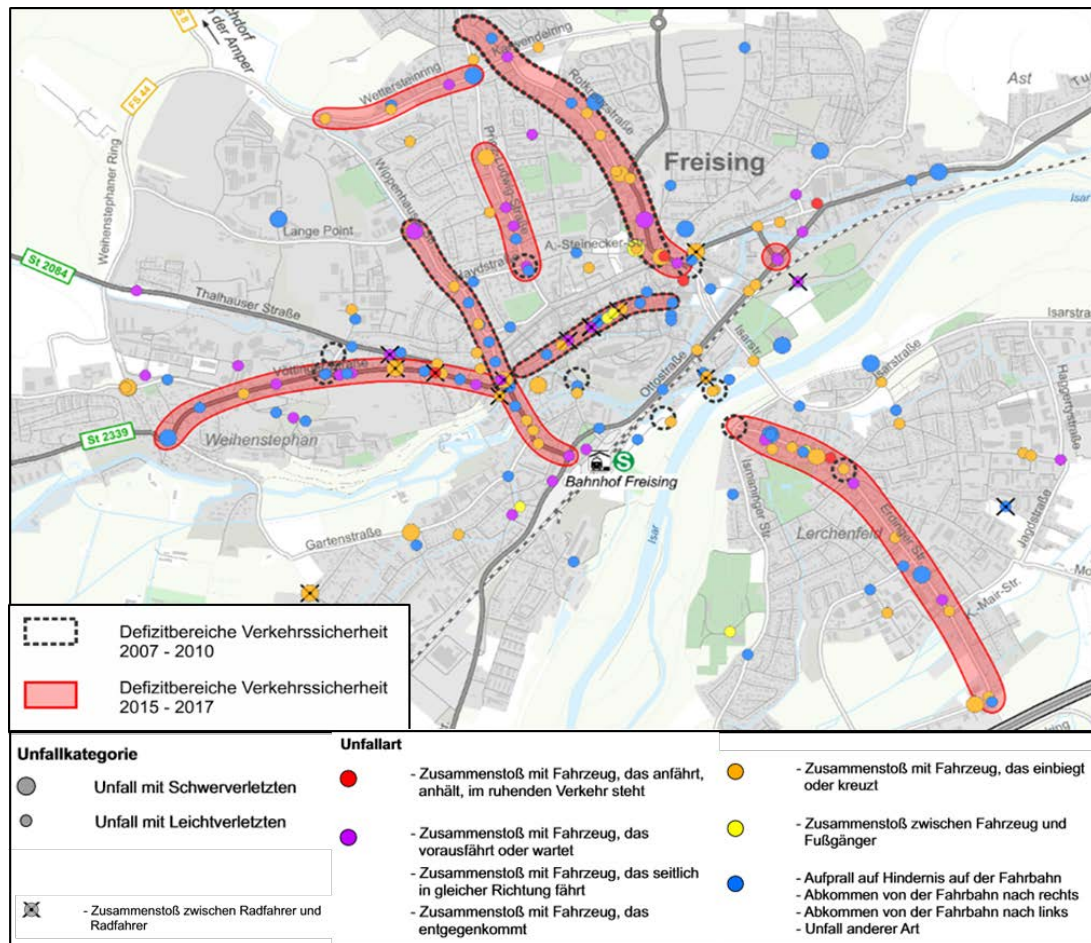 FS 44
Wettersteinring
Karwendelring
Rotkreuzstraße
Ast
Weihenstephaner Ring
Freising
Isar
Lange Point
A.-Steinecker-Str.
St 2084
Thalhauser Straße
Isarstr.
Ottostraße
Haggertystraße
Weihenstephan
St 2339
S
Bahnhof Freising
Ismaninger Str.
Isar
Gartenstraße
Lerchenfeld
Erdinger Str.
Jagdstraße
K.-Mair-Str.
Defizitbereiche Verkehrssicherheit
2007 - 2010
Defizitbereiche Verkehrssicherheit
2015 - 2017
Unfallkategorie
Unfall mit Schwerverletzten
Unfall mit Leichtverletzten
- Zusammenstoß zwischen Radfahrer und
Radfahrer
Unfallart
- Zusammenstoß mit Fahrzeug, das anfährt,
anhält, im ruhenden Verkehr steht
- Zusammenstoß mit Fahrzeug, das
vorausfährt oder wartet
- Zusammenstoß mit Fahrzeug, das seitlich
in gleicher Richtung fährt
- Zusammenstoß mit Fahrzeug, das
entgegenkommt
- Zusammenstoß mit Fahrzeug, das einbiegt
oder kreuzt
- Zusammenstoß zwischen Fahrzeug und
Fußgänger
- Aufprall auf Hindernis auf der Fahrbahn
- Abkommen von der Fahrbahn nach rechts
- Abkommen von der Fahrbahn nach links
- Unfall anderer Art